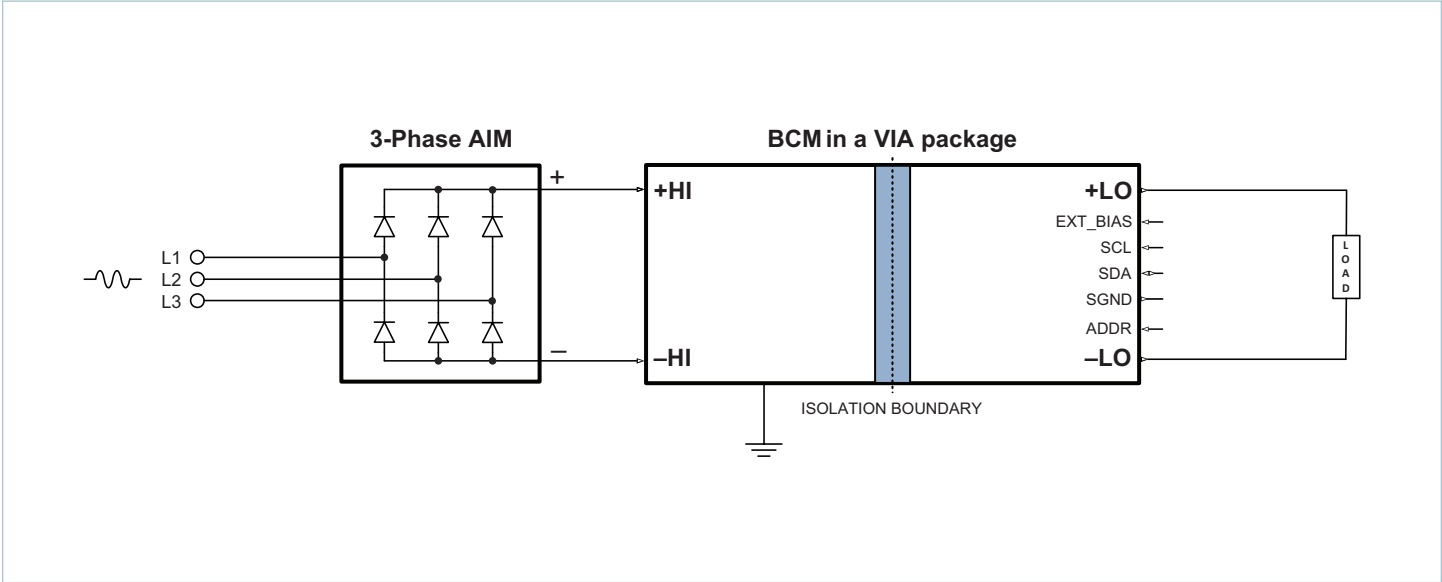 3-Phase AIM
BCM in a VIA package
+
+HI
+LO
EXT_BIAS
SCL
SDA
SGND
ADDR
–LO
L1
L2
L3
LOAD
–
–HI
ISOLATION BOUNDARY